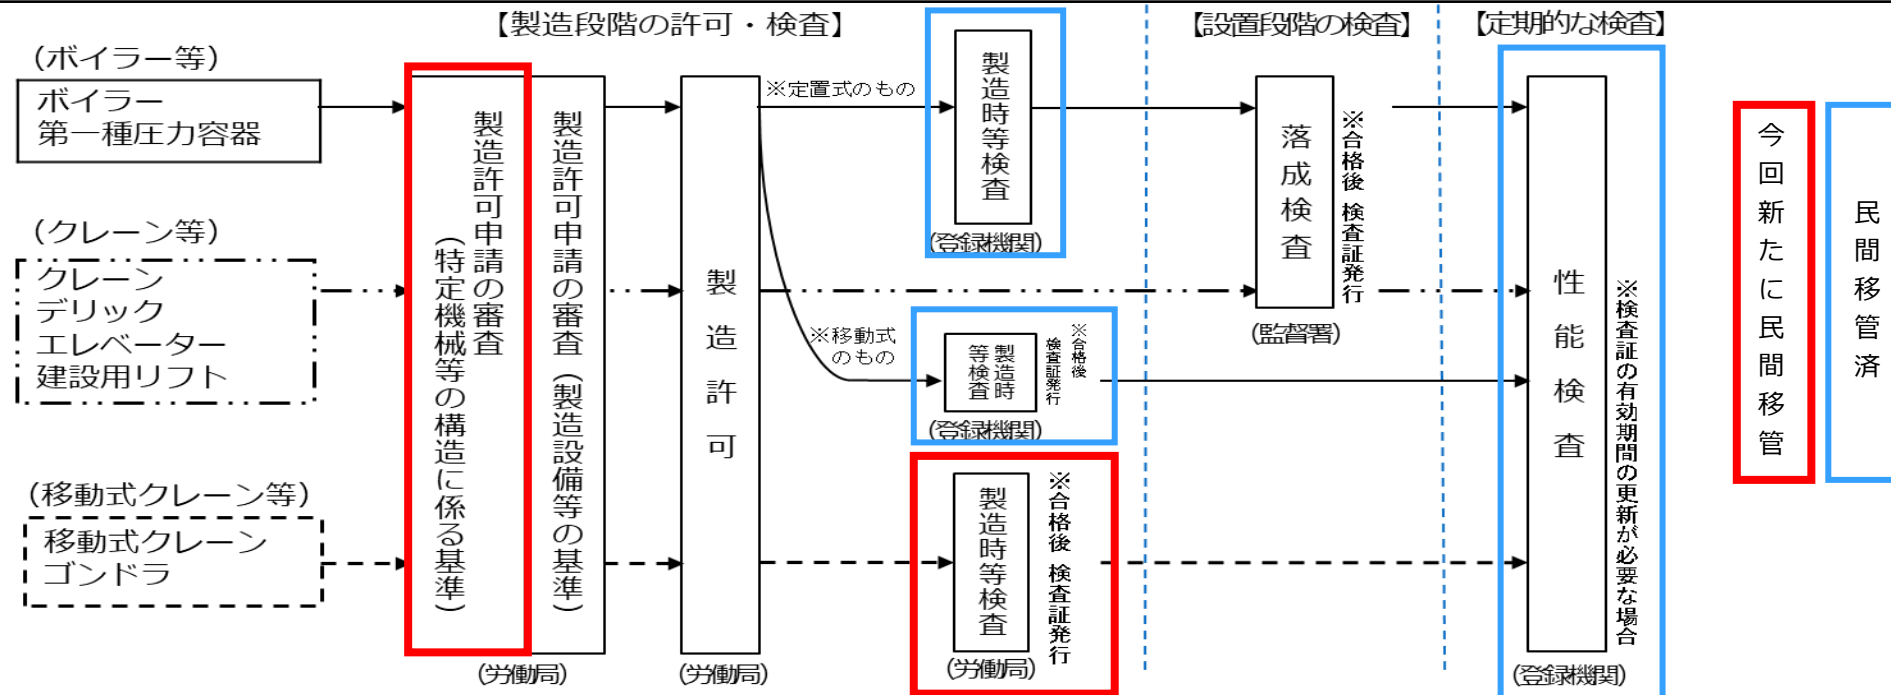 【製造段階の許可・検査】
【設置段階の検査】
【定期的な検査】
(ボイラー等)
ボイラー
第一種圧力容器
(クレーン等)
クレーン
デリック
エレベーター
建設用リフト
(移動式クレーン等)
移動式クレーン
ゴンドラ
製造許可申請の審査
(特定機械等の構造に係る基準)
製造許可申請の審査(製造設備等の基準)
(労働局)
製造許可
(労働局)
※定置式のもの
製造時等検査
(登録機関)
※移動式
のもの
製造時
等検査
※合格後
検査証発行
(登録機関)
製造時等検査
※合格後 検査証発行
(労働局)
落成検査
※合格後 検査証発行
(監督署)
性能検査
※検査証の有効期間の更新が必要な場合
(登録機関)
今回新たに民間移管
民間移管済